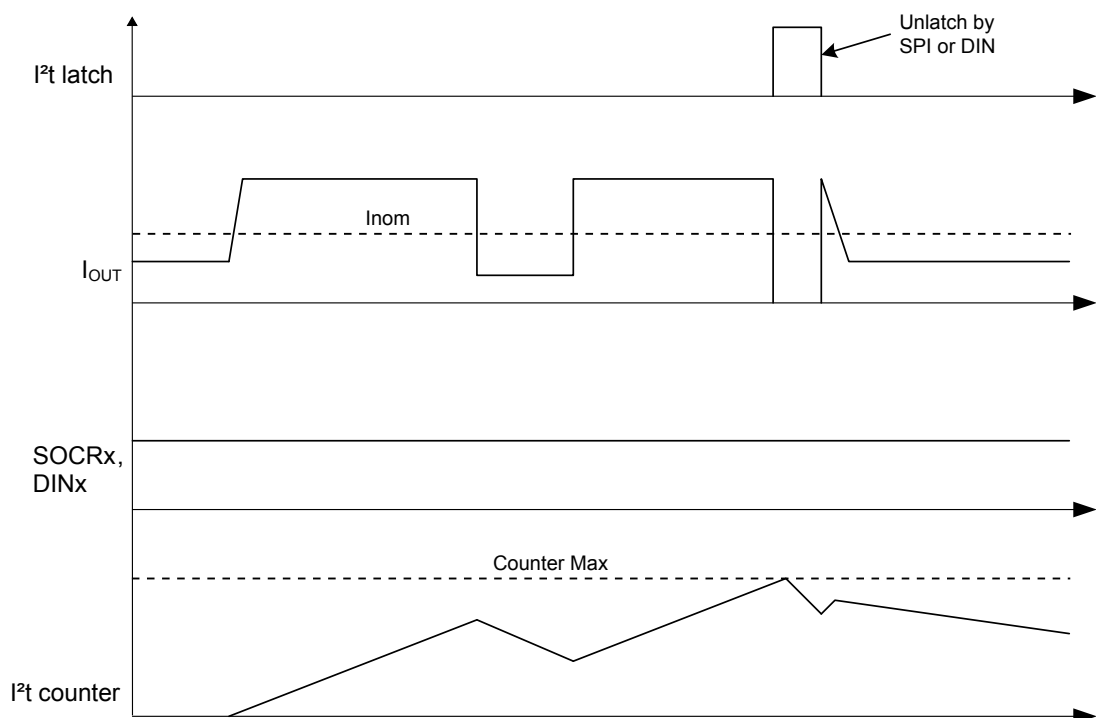 Unlatch by
SPI or DIN
I²t latch
Inom
IOUT
SOCRx,
DINx
Counter Max
I²t counter